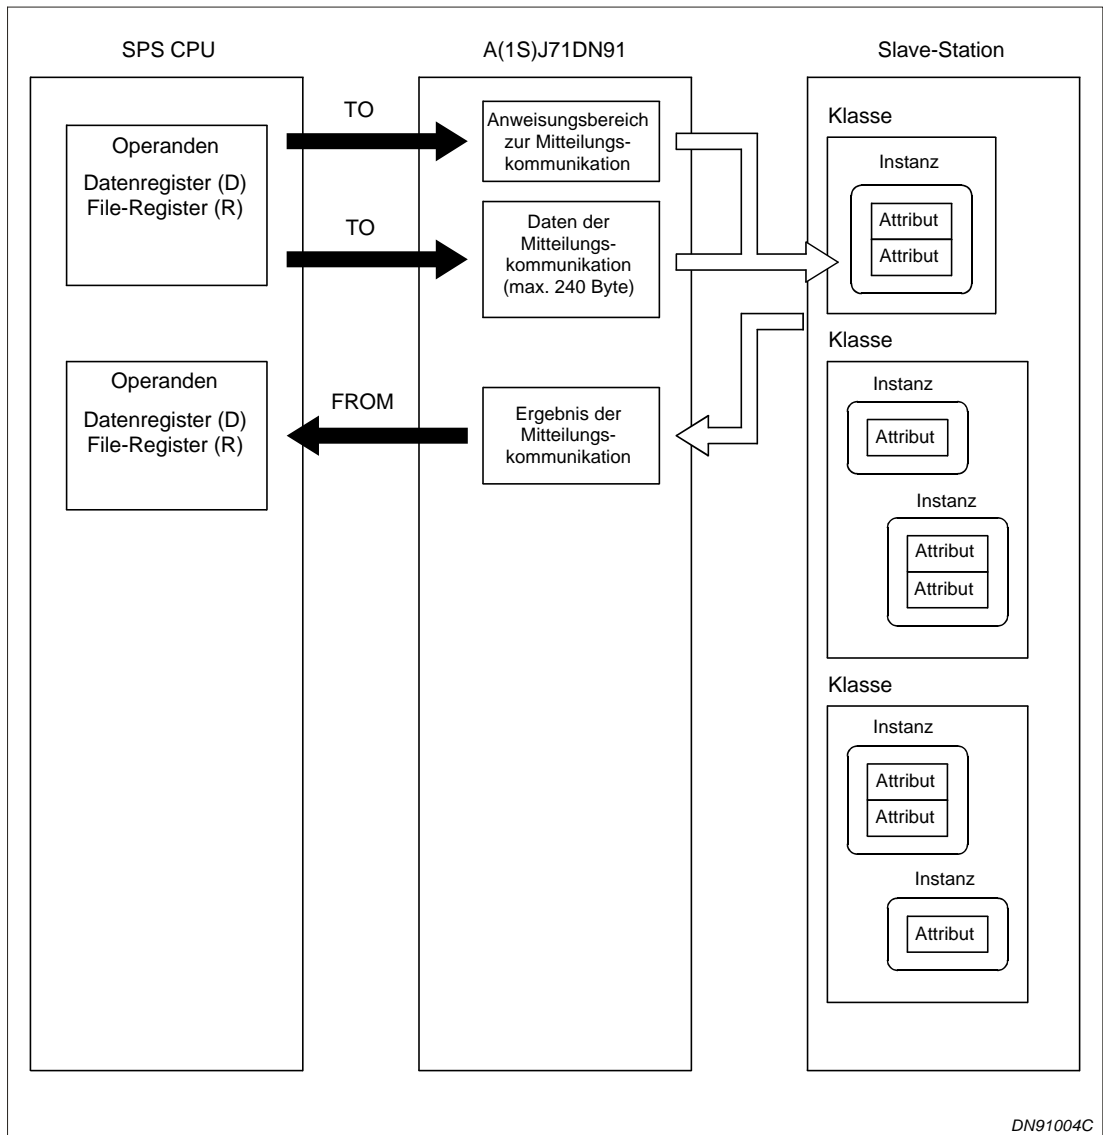 SPS CPU
A(1S)J71DN91
Slave-Station
Operanden
Datenregister (D)
File-Register (R)
TO
TO
Anweisungsbereich
zur Mitteilungs-
kommunikation
Daten der
Mitteilungs-
kommunikation
(max. 240 Byte)
Klasse
Instanz
Attribut
Attribut
Operanden
Datenregister (D)
File-Register (R)
FROM
Ergebnis der
Mitteilungs-
kommunikation
Klasse
Instanz
Attribut
Instanz
Attribut
Attribut
Klasse
Instanz
Attribut
Attribut
Instanz
Attribut
DN91004C